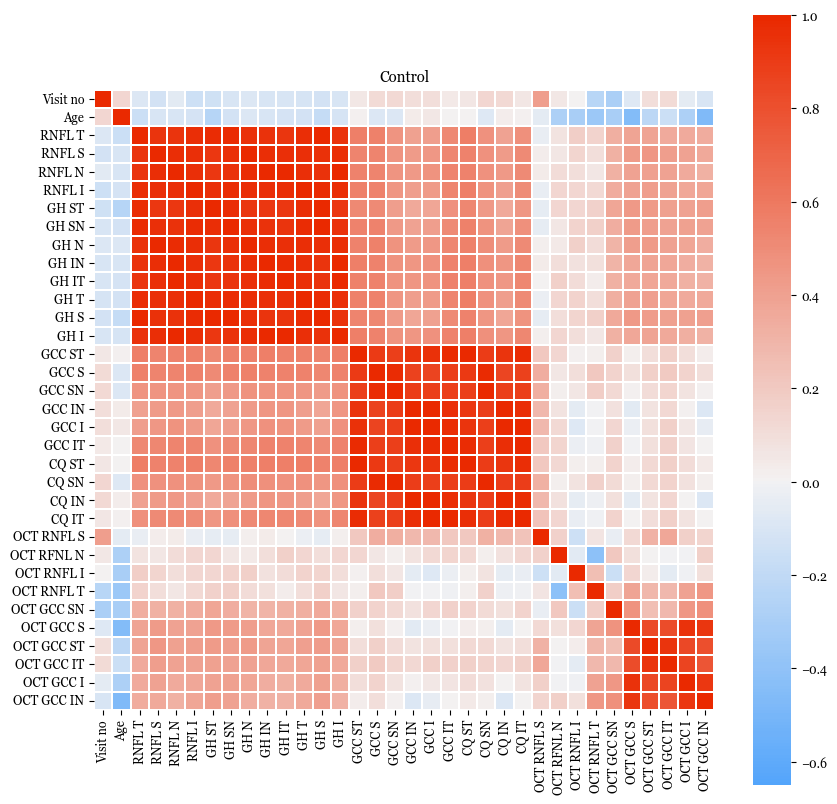 Control
Visit no
Age
RNFL T
RNFL S
RNFL N
RNFL I
GH ST
GH SN
GH N
GH IN
GH IT
GH T
GH S
GH I
GCC ST
GCC S
GCC SN
GCC IN
GCC I
GCC IT
CQ ST
CQ SN
CQ IN
CQ IT
OCT RNFL S
OCT RFNL N
OCT RNFL I
OCT RNFL T
OCT GCC SN
OCT GCC S
OCT GCC ST
OCT GCC IT
OCT GCC I
OCT GCC IN
Visit no
Age
RNFL T
RNFL S
RNFL N
RNFL I
GH ST
GH SN
GH N
GH IN
GH IT
GH T
GH S
GH I
GCC ST
GCC S
GCC SN
GCC IN
GCC I
GCC IT
CQ ST
CQ SN
CQ IN
CQ IT
OCT RNFL S
OCT RFNL N
OCT RNFL I
OCT RNFL T
OCT GCC SN
OCT GCC S
OCT GCC ST
OCT GCC IT
OCT GCC I
OCT GCC IN
1.0
0.8
0.6
0.4
0.2
0.0
−0.2
−0.4
−0.6